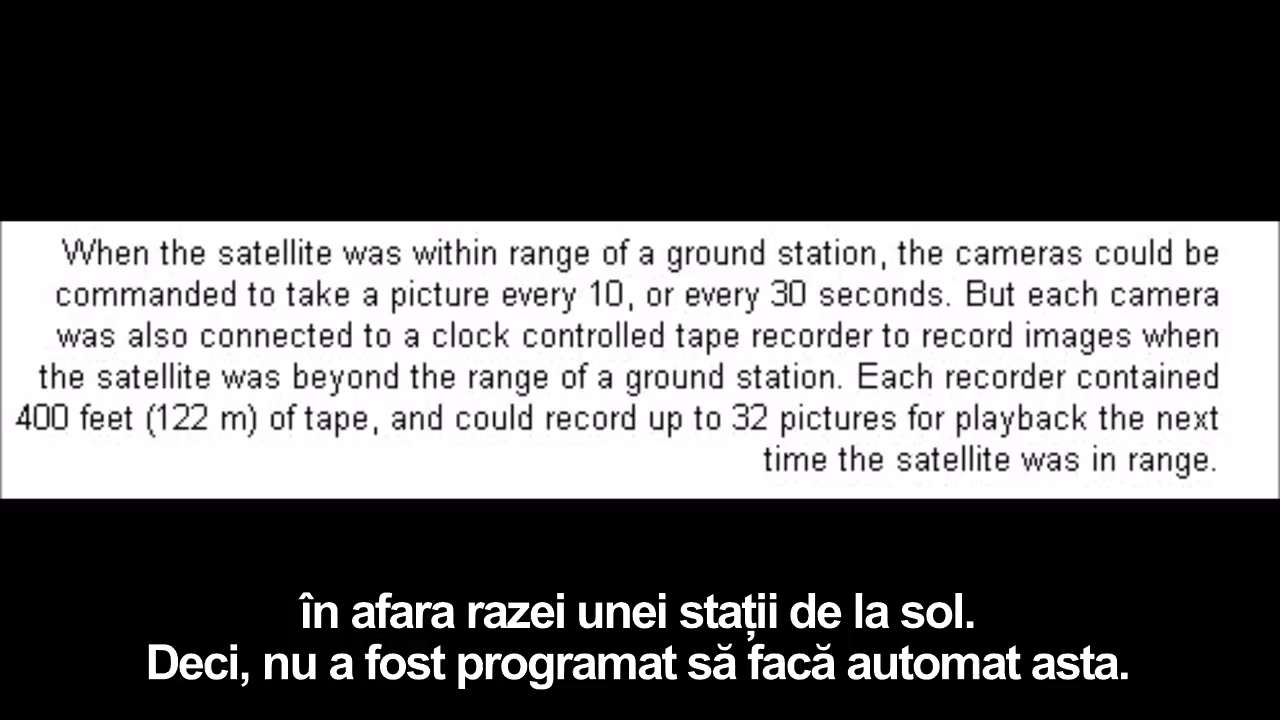 When the satellite was within range of a ground station, the cameras could be
commanded to take a picture every 10, or every 30 seconds. But each camera
was also connected to a clock controlled tape recorder to record images when
the satellite was beyond the range of a ground station. Each recorder contained
400 feet (122 m) of tape, and could record up to 32 pictures for playback the next
time the satellite was in range.
în afara razei unei stației de la sol.
Deci, nu a fost programat să facă automat asta.